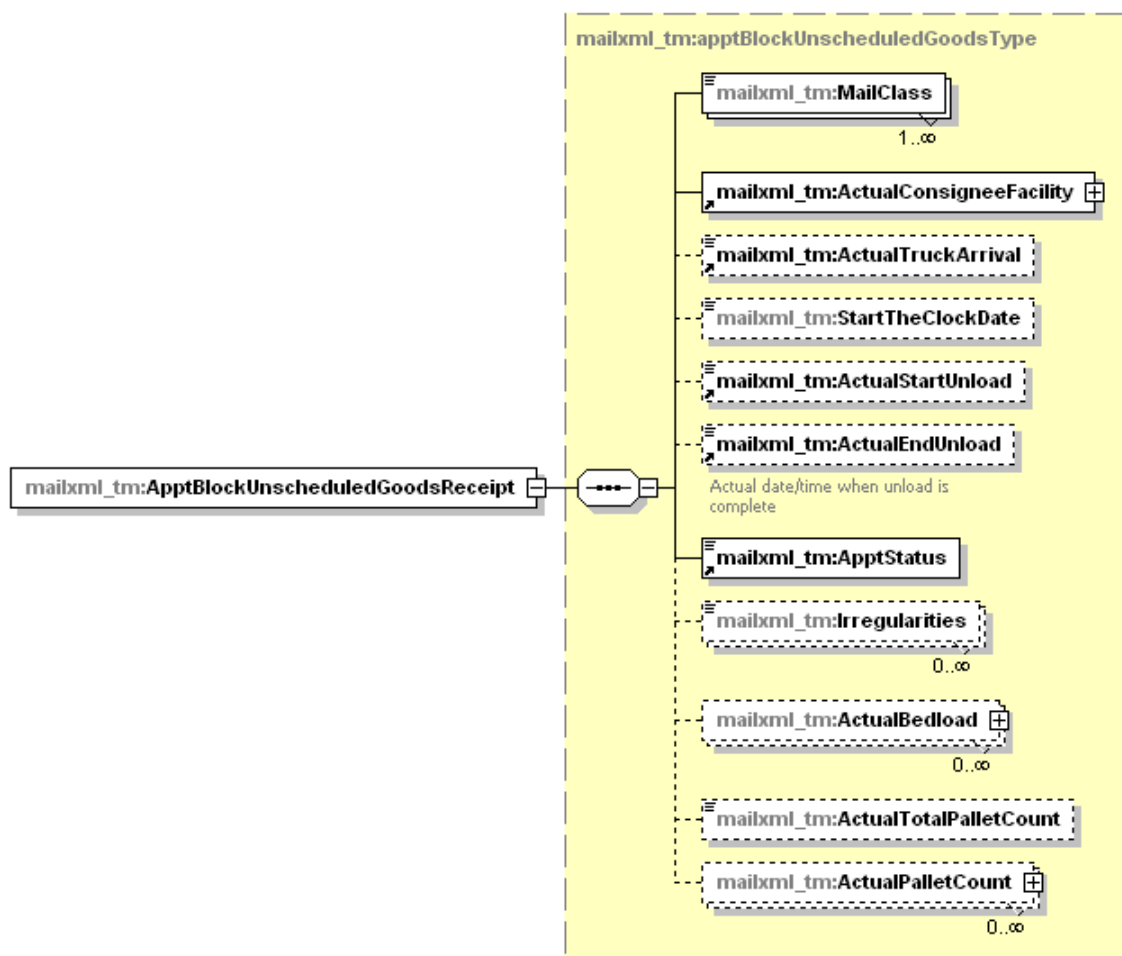 mailxml_tm:apptBlockUnscheduledGoodsType
mailxml_tm:MailClass
1..∞
mailxml_tm:ActualConsigneeFacility
mailxml_tm:ActualTruckArrival
mailxml_tm:StartTheClockDate
mailxml_tm:ActualStartUnload
mailxml_tm:ActualEndUnload
mailxml_tm:ApptBlockUnscheduledGoodsReceipt
Actual date/time when unload is
complete
mailxml_tm:ApptStatus
mailxml_tm:Irregularities
0..∞
mailxml_tm:ActualBedload
0..∞
mailxml_tm:ActualTotalPalletCount
mailxml_tm:ActualPalletCount
0..∞